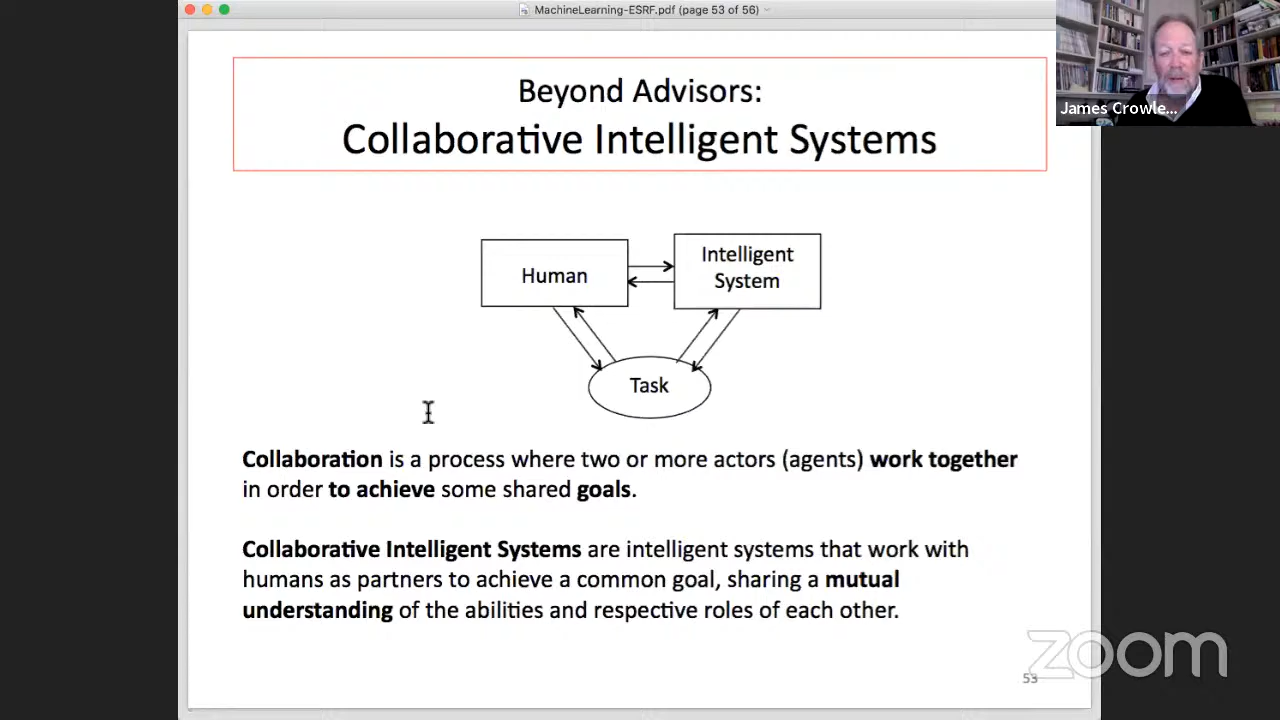 MachineLearning-ESRF.pdf (page 53 of 56)
James Crowle...
Beyond Advisors:
Collaborative Intelligent Systems
Human
Intelligent
System
Task
Collaboration is a process where two or more actors (agents) work together
in order to achieve some shared goals.
Collaborative Intelligent Systems are intelligent systems that work with
humans as partners to achieve a common goal, sharing a mutual
understanding of the abilities and respective roles of each other.
zoom
53